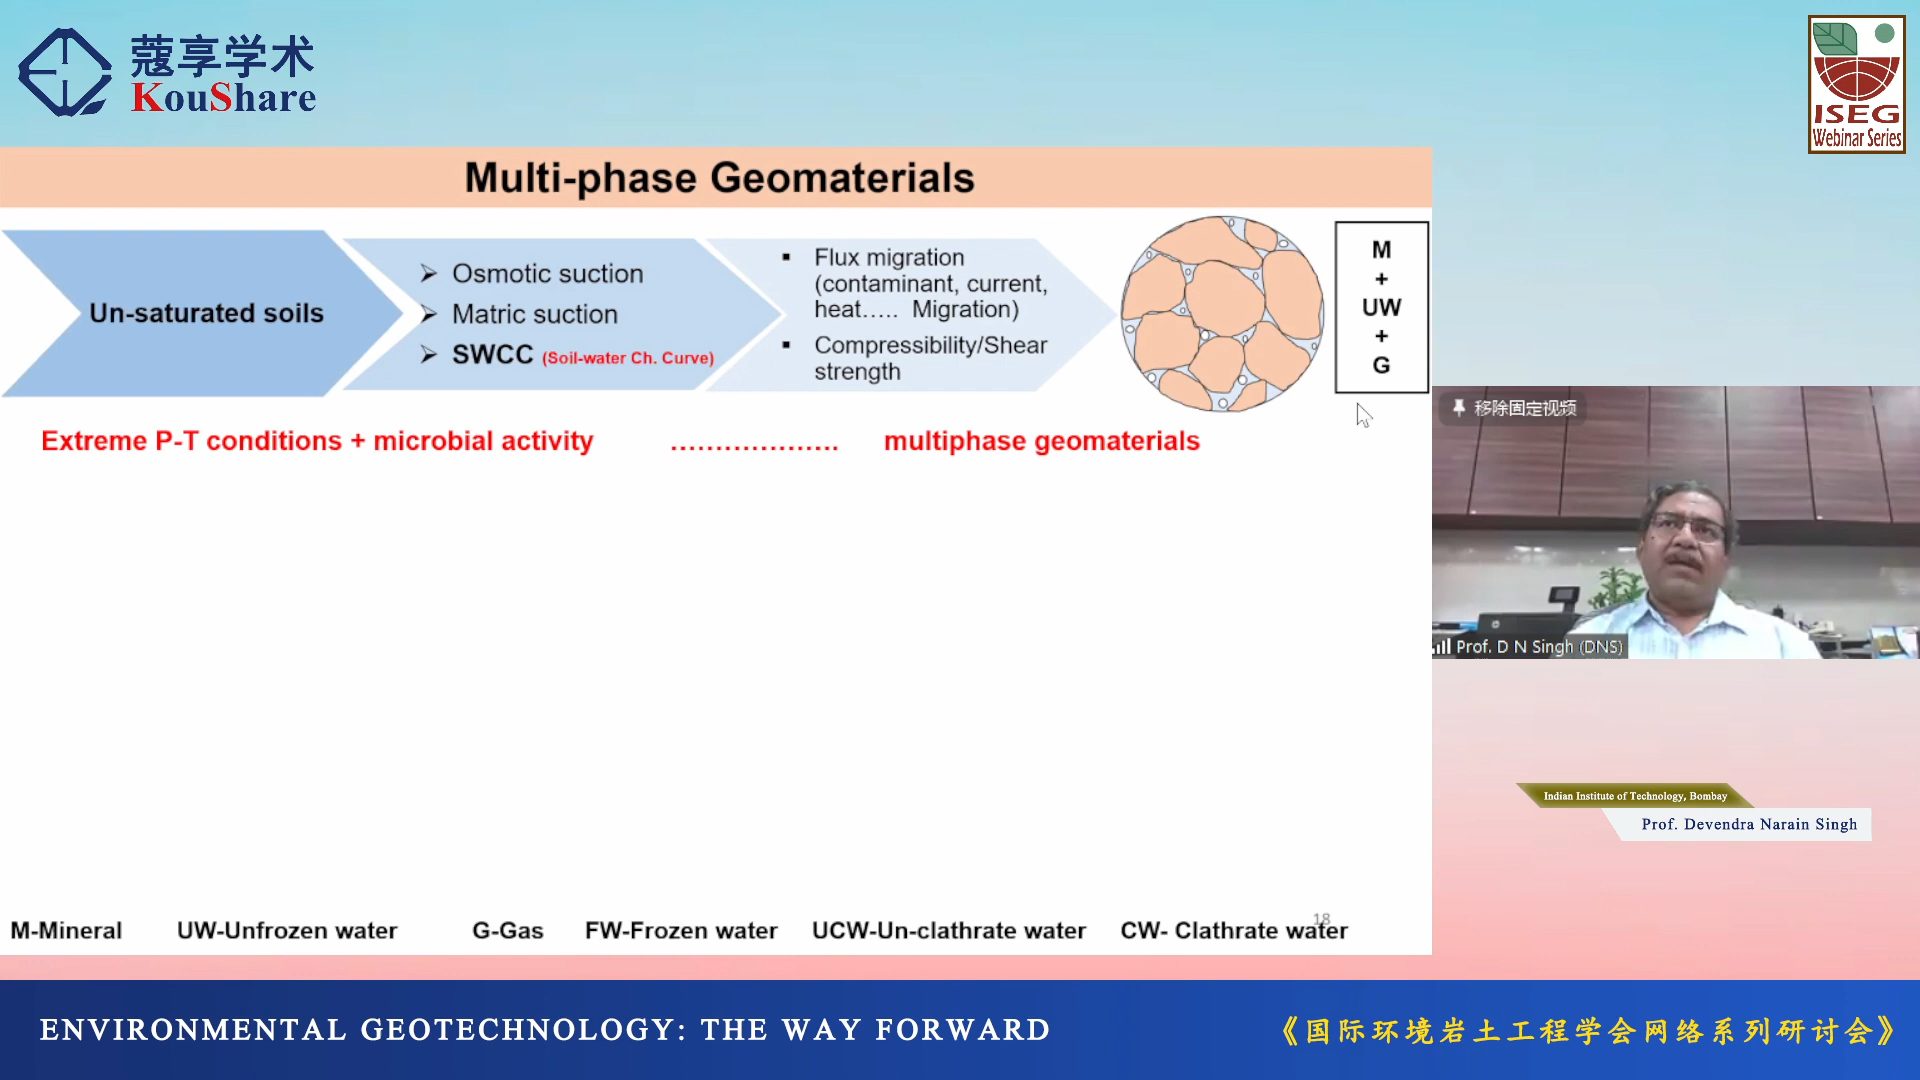 蔻享学术
KouShare
ISEG
Webinar Series
Multi-phase Geomaterials
Un-saturated soils
Osmotic suction
Matric suction
SWCC (Soil-water Ch. Curve)
Flux migration
(contaminant, current,
heat….. Migration)
Compressibility/Shear
strength
M
+
UW
+
G
Extreme P-T conditions + microbial activity ................... multiphase geomaterials
移除固定视频
Prof. D N Singh (DNS)
Indian Institute of Technology, Bombay
Prof. Devendra Narain Singh
18
M-Mineral UW-Unfrozen water G-Gas FW-Frozen water UCW-Un-clathrate water CW- Clathrate water
ENVIRONMENTAL GEOTECHNOLOGY: THE WAY FORWARD
《国际环境岩土工程学会网络系列研讨会》